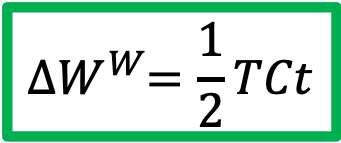 ΔW^W = 1/2 TCt